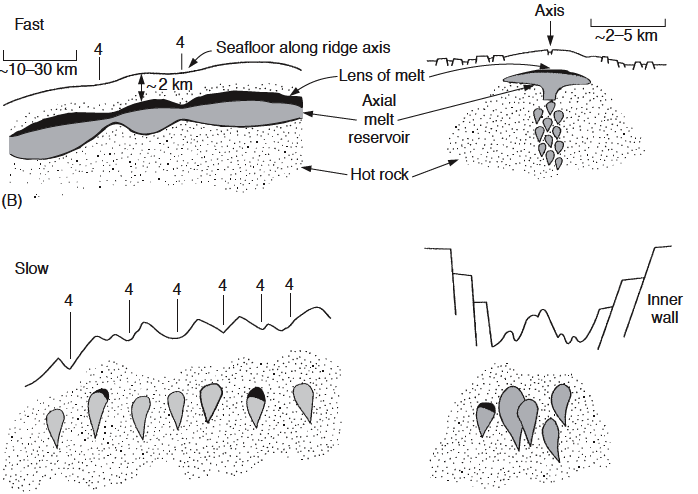 Fast
Axis
4
4
Seafloor along ridge axis
~2–5 km
~10–30 km
~2 km
Lens of melt
Axial
melt
reservoir
Hot rock
(B)
Slow
4
4
4
4
4
4
Inner
wall